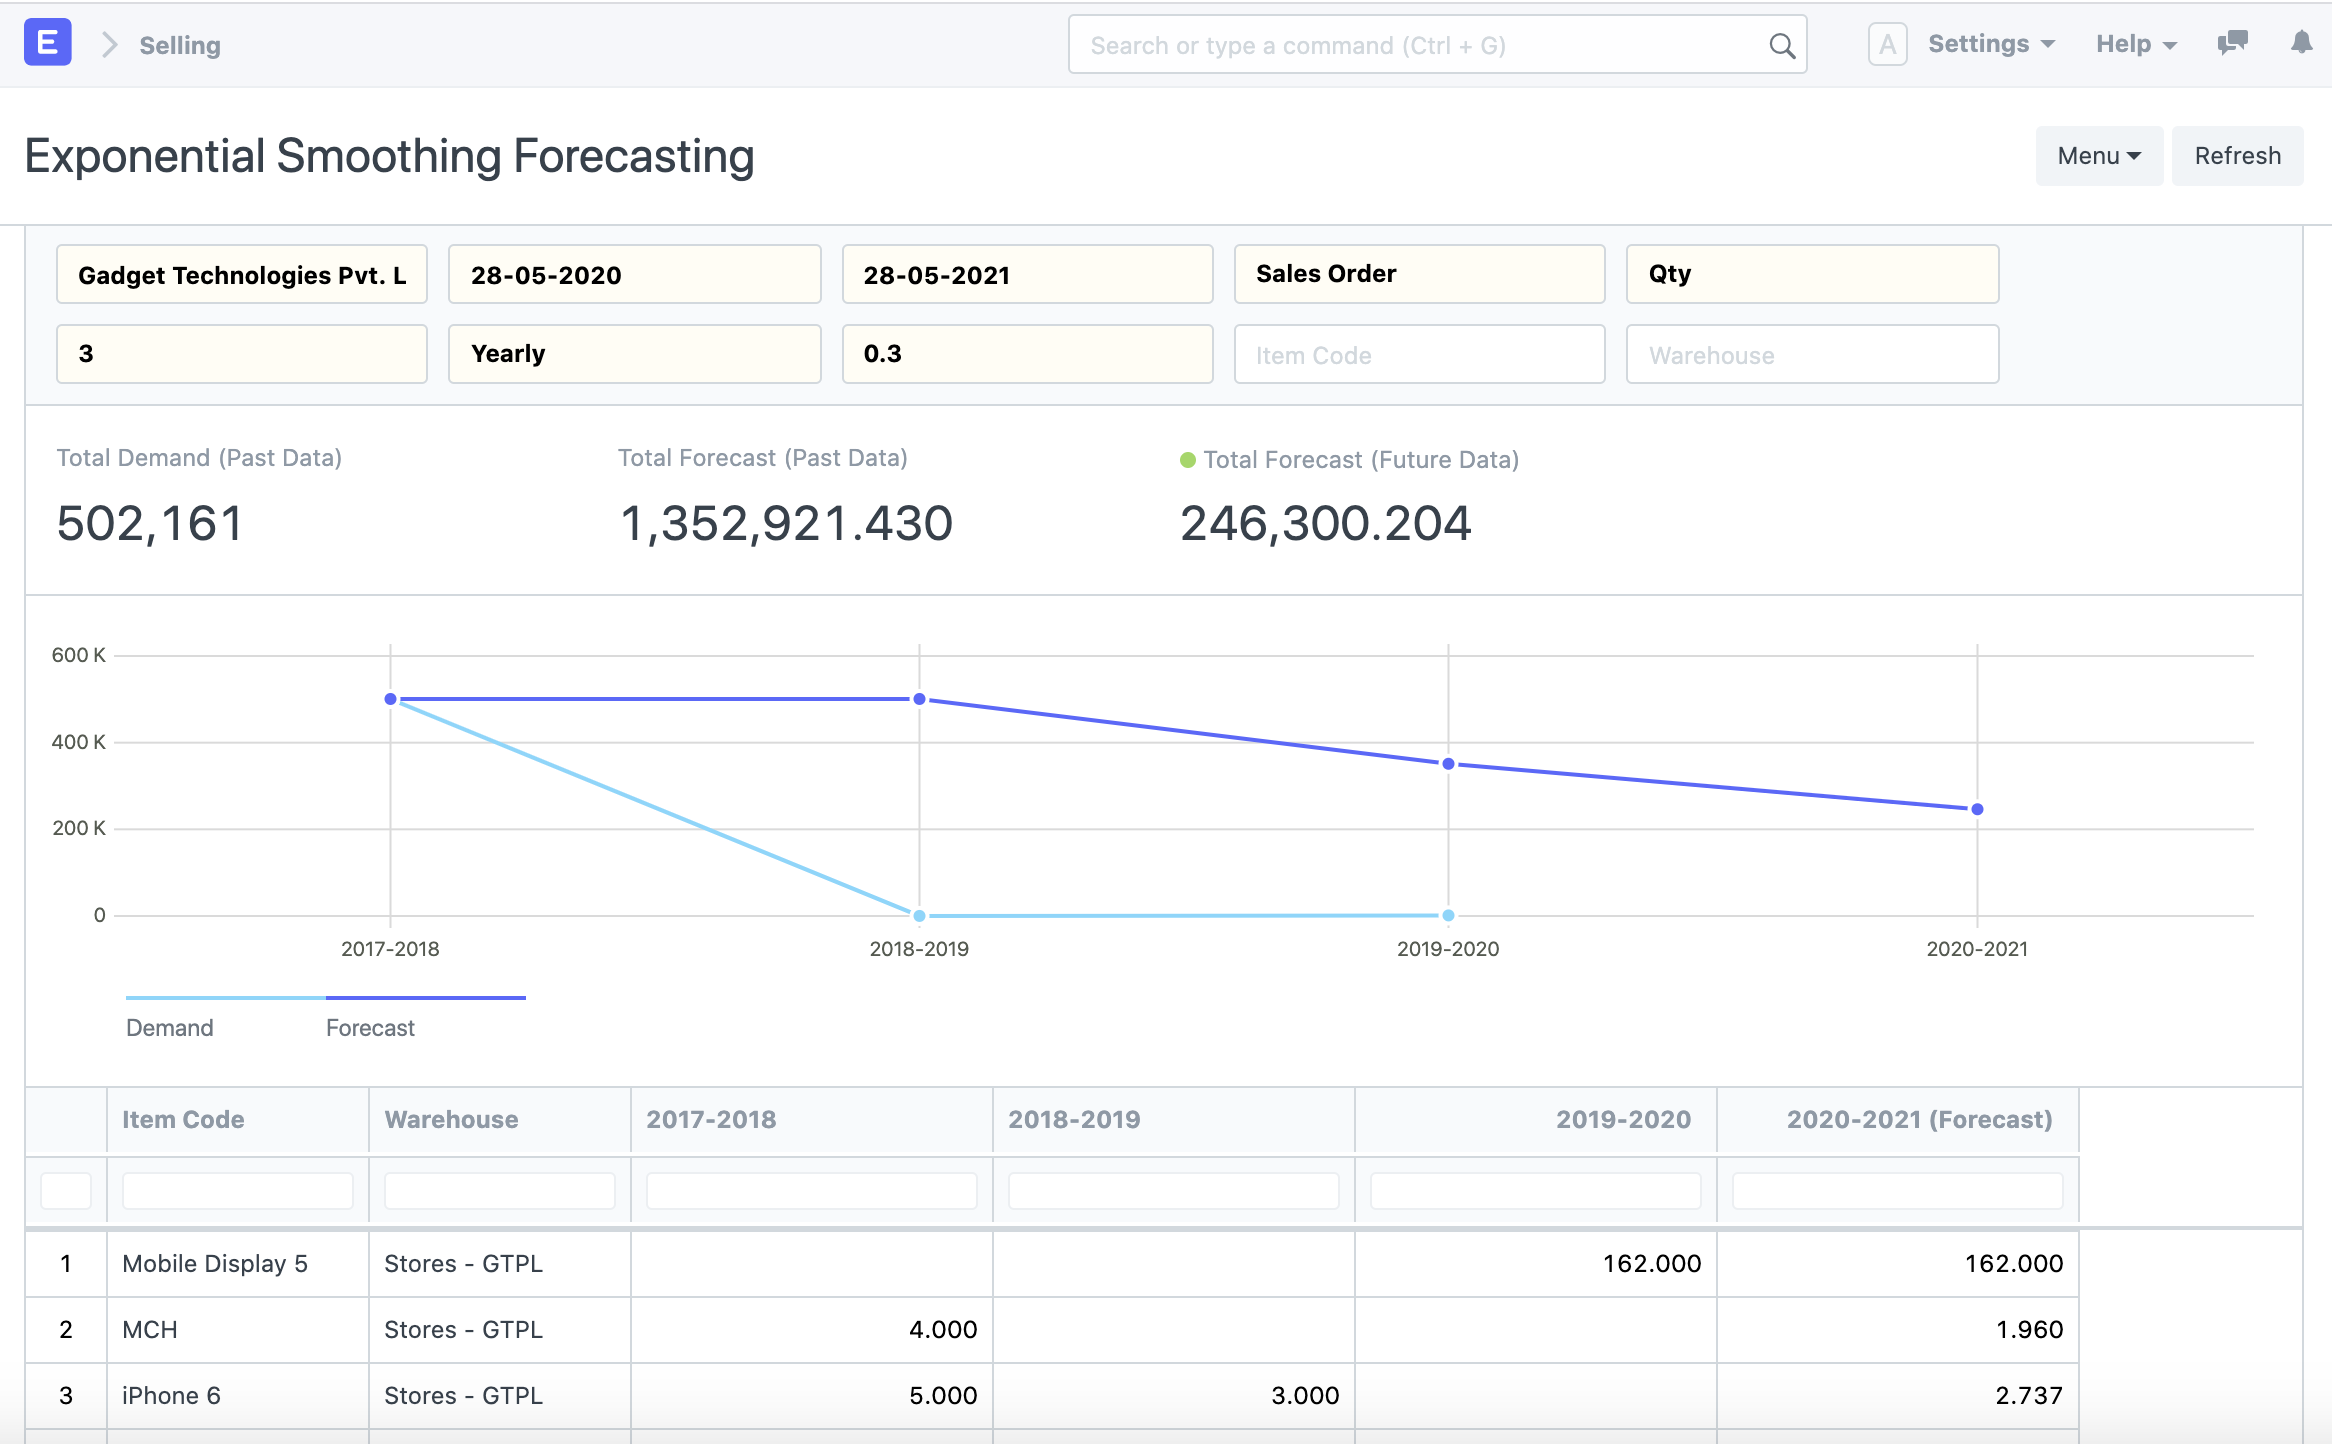 E Selling Search or type a command (Ctrl + G) A Settings Help
Exponential Smoothing Forecasting Menu Refresh
Gadget Technologies Pvt. L 28-05-2020 28-05-2021 Sales Order Qty
3 Yearly 0.3 Item Code Warehouse
Total Demand (Past Data) Total Forecast (Past Data) Total Forecast (Future Data)
502,161 1,352,921.430 246,300.204
600 K
400 K
200 K
0
2017-2018 2018-2019 2019-2020 2020-2021
Demand Forecast
Item Code Warehouse 2017-2018 2018-2019 2019-2020 2020-2021 (Forecast)
1 Mobile Display 5 Stores - GTPL 162.000 162.000
2 MCH Stores - GTPL 4.000 1.960
3 iPhone 6 Stores - GTPL 5.000 3.000 2.737